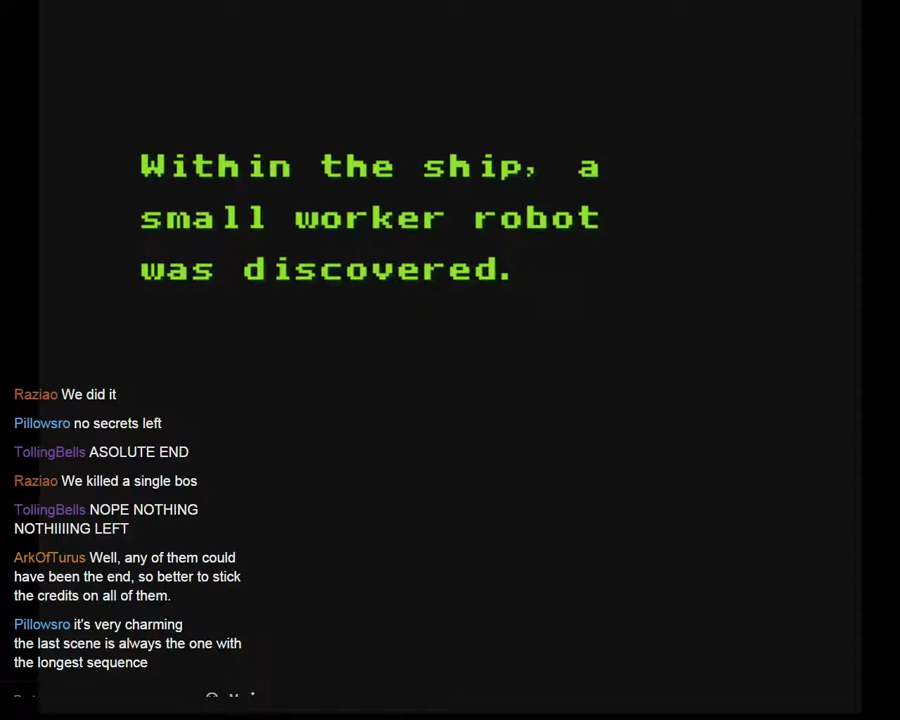 Within the ship, a
small worker robot
was discovered.
Raziao We did it
Pillowsro no secrets left
TollingBells ASOLUTE END
Raziao We killed a single bos
TollingBells NOPE NOTHING
NOTHIIIING LEFT
ArkOfTurus Well, any of them could
have been the end, so better to stick
the credits on all of them.
Pillowsro it's very charming
the last scene is always the one with
the longest sequence